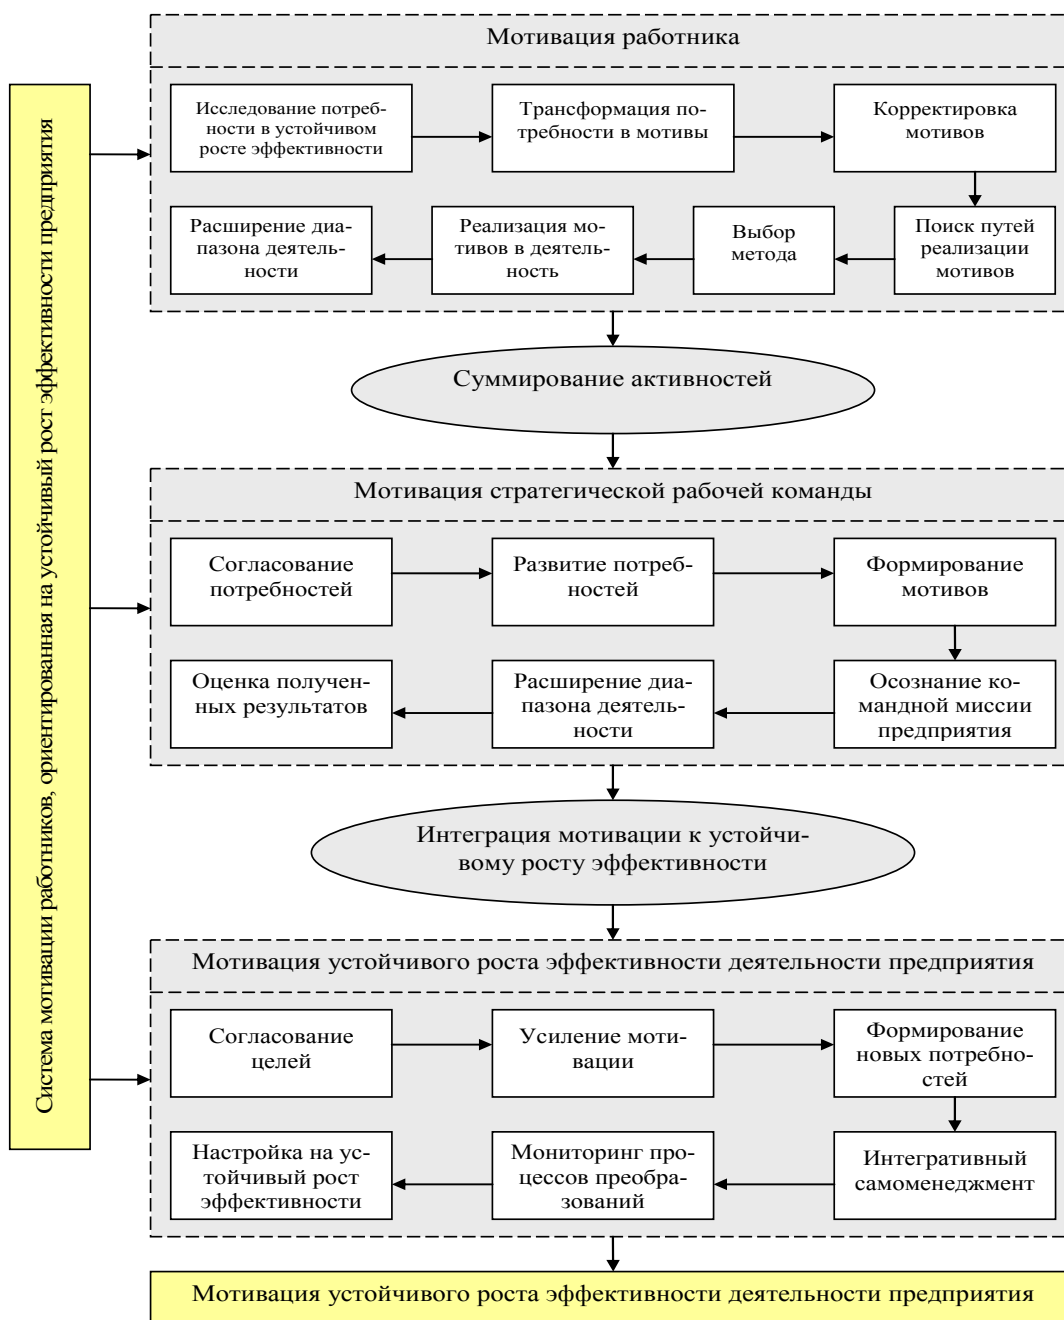 Система мотивации работников, ориентированная на устойчивый рост эффективности предприятия
Мотивация работника
Исследование потреб-
ности в устойчивом
росте эффективности
Трансформация по-
требности в мотивы
Корректировка
мотивов
Поиск путей
реализации
мотивов
Выбор
метода
Реализация мо-
тивов в деятель-
ность
Расширение диа-
пазона деятель-
ности
Суммирование активностей
Мотивация стратегической рабочей команды
Согласование
потребностей
Развитие потреб-
ностей
Формирование
мотивов
Осознание ко-
мандной миссии
предприятия
Расширение диа-
пазона деятель-
ности
Оценка получен-
ных результатов
Интеграция мотивации к устойчи-
вому росту эффективности
Мотивация устойчивого роста эффективности деятельности предприятия
Согласование
целей
Усиление моти-
вации
Формирование
новых потребно-
стей
Интегративный
самоменеджмент
Мониторинг про-
цессов преобра-
зований
Настройка на ус-
тойчивый рост
эффективности
Мотивация устойчивого роста эффективности деятельности предприятия